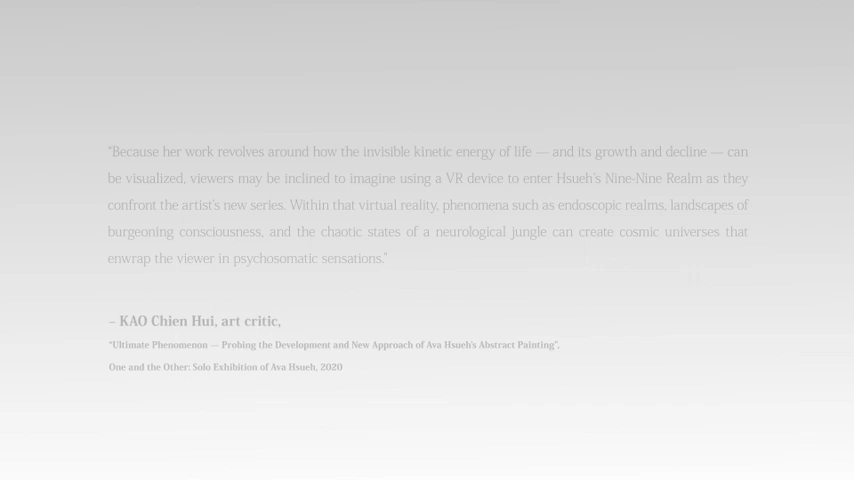 “Because her work revolves around how the invisible kinetic energy of life — and its growth and decline — can
be visualized, viewers may be inclined to imagine using a VR device to enter Hsueh's Nine-Nine Realm as they
confront the artist's new series. Within that virtual reality, phenomena such as endoscopic realms, landscapes of
burgeoning consciousness, and the chaotic states of a neurological jungle can create cosmic universes that
enwrap the viewer in psychosomatic sensations.”
– KAO Chien Hui, art critic,
“Ultimate Phenomenon — Probing the Development and New Approach of Ava Hsueh's Abstract Painting”,
One and the Other: Solo Exhibition of Ava Hsueh, 2020